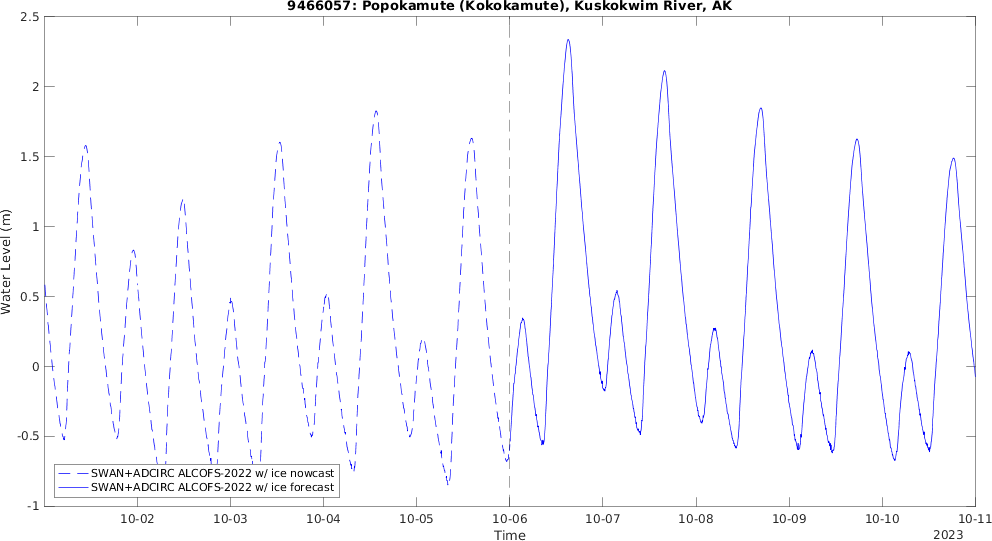 9466057: Popokamute (Kokokamute), Kuskokwim River, AK
2.5
2
1.5
1
0.5
0
-0.5
-1
Water Level (m)
SWAN+ADCIRC ALCOFS-2022 w/ ice nowcast
SWAN+ADCIRC ALCOFS-2022 w/ ice forecast
10-02 10-03 10-04 10-05 10-06 10-07 10-08 10-09 10-10 10-11
Time
2023